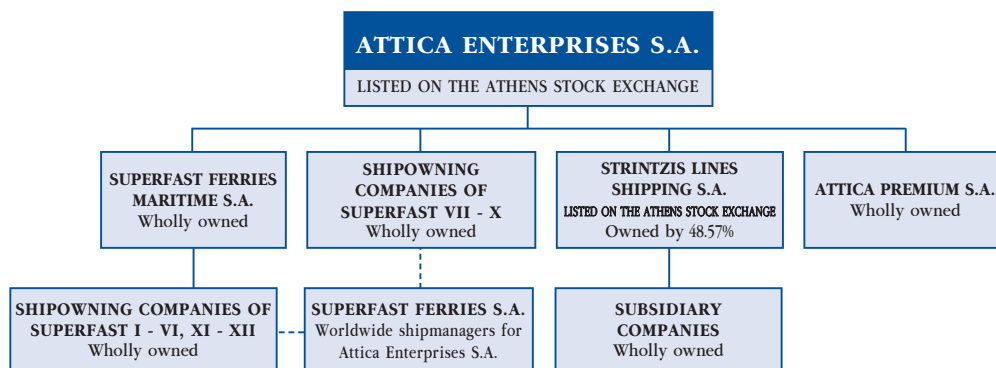 ATTICA ENTERPRISES S.A.
LISTED ON THE ATHENS STOCK EXCHANGE
SUPERFAST FERRIES
MARITIME S.A.
Wholly owned
SHIPOWNING
COMPANIES OF
SUPERFAST VII - X
Wholly owned
STRINTZIS LINES
SHIPPING S.A.
LISTED ON THE ATHENS STOCK EXCHANGE
Owned by 48.57%
ATTICA PREMIUM S.A.
Wholly owned
SHIPOWNING COMPANIES OF
SUPERFAST I - VI, XI - XII
Wholly owned
SUPERFAST FERRIES S.A.
Worldwide shipmanagers for
Attica Enterprises S.A.
SUBSIDIARY
COMPANIES
Wholly owned